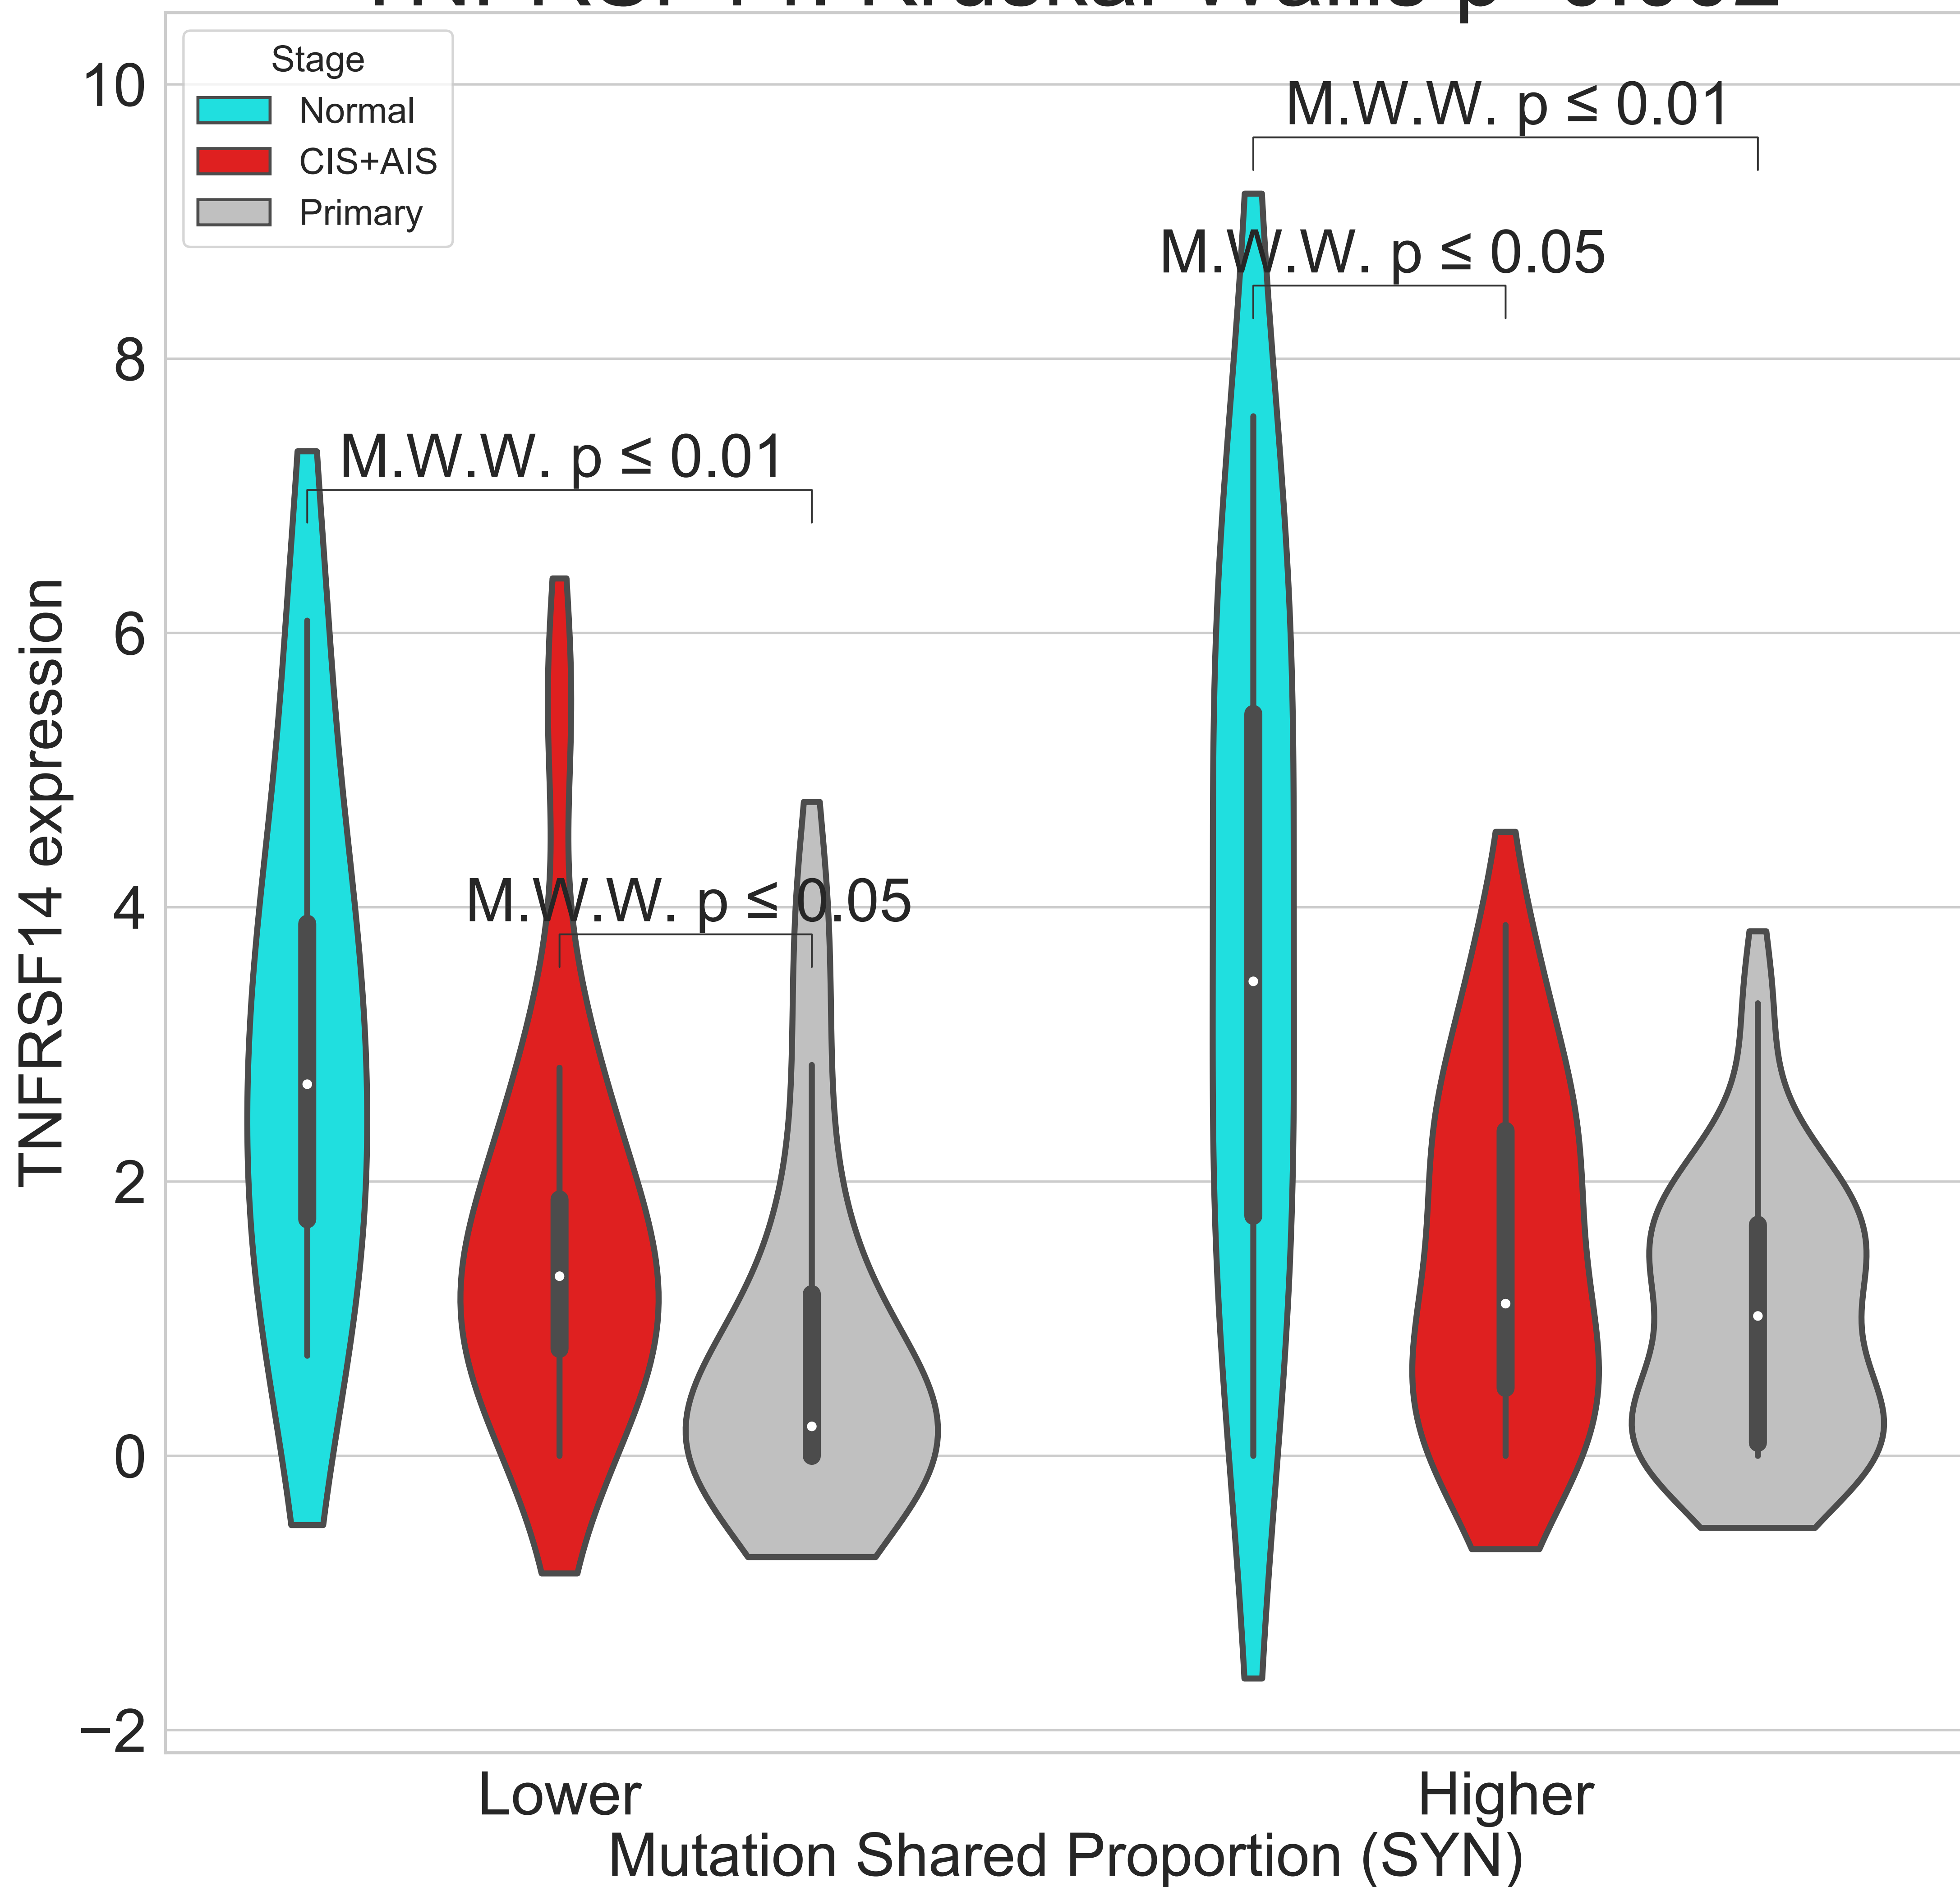 Stage
Normal
CIS+AIS
Primary
M.W.W. p ≤ 0.01
M.W.W. p ≤ 0.05
M.W.W. p ≤ 0.01
M.W.W. p ≤ 0.05
10
8
6
4
2
0
−2
TNFRSF14 expression
Lower
Higher
Mutation Shared Proportion (SYN)